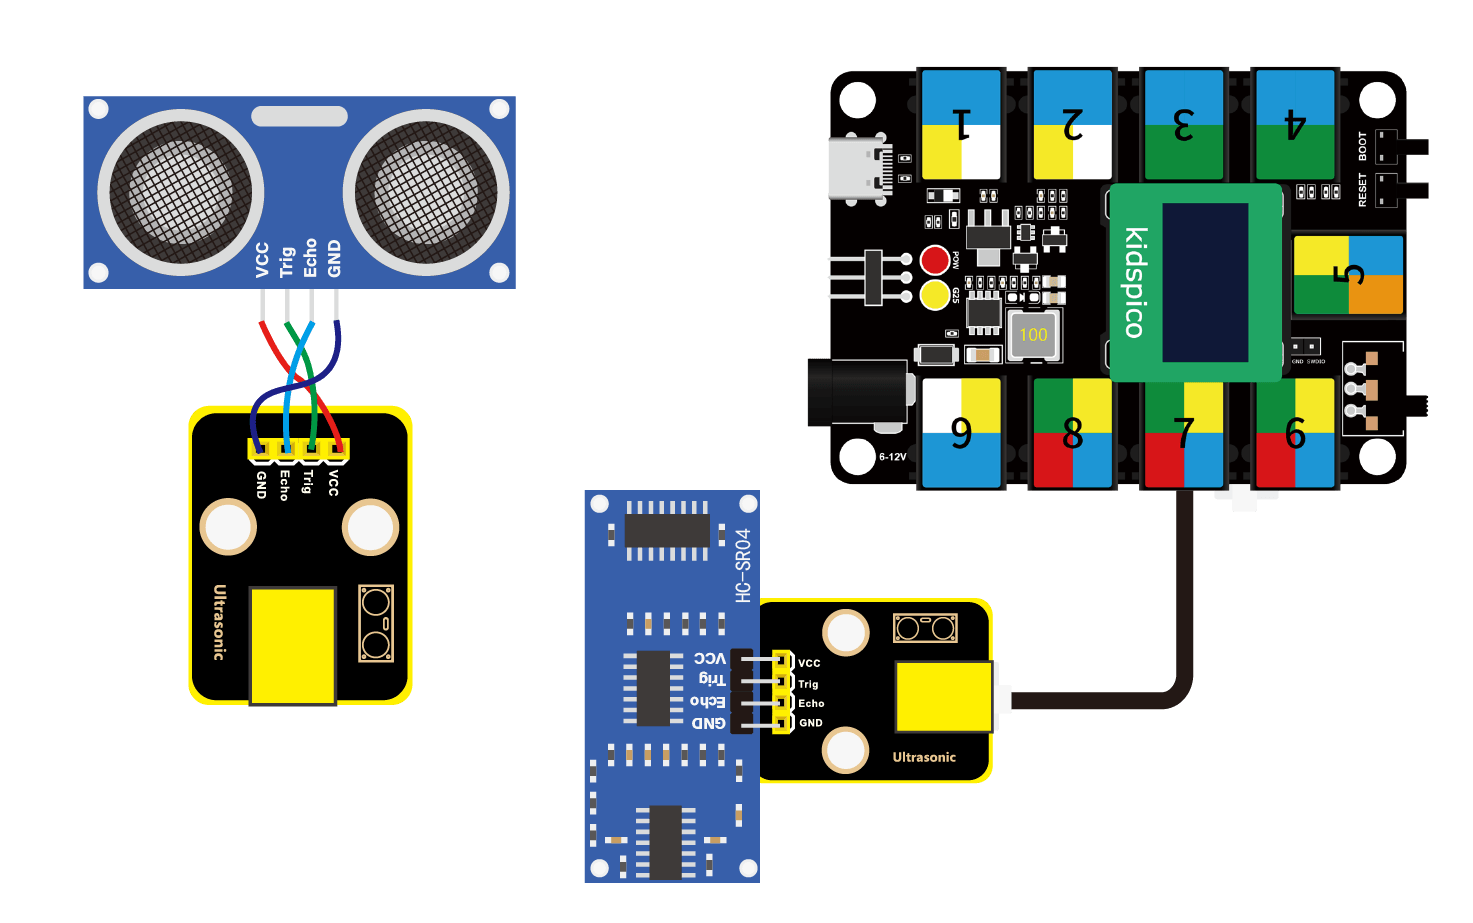 VCC
Trig
Echo
GND
GND
Echo
Trig
VCC
Ultrasonic
1
2
3
4
BOOT
RESET
5
POW
G25
100
kidspico
GND SWDIO
6-12V
9
8
7
6
HC-SR04
VCC
Trig
Echo
GND
VCC
Trig
Echo
GND
Ultrasonic